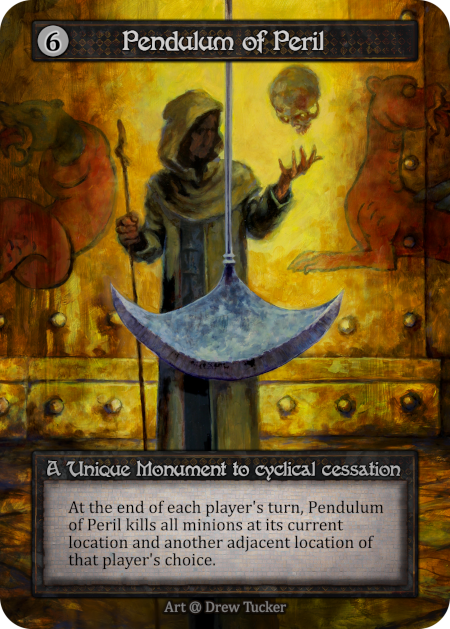 6
Pendulum of Peril
A Unique Monument to cyclical cessation
At the end of each player's turn, Pendulum
of Peril kills all minions at its current
location and another adjacent location of
that player's choice.
Art @ Drew Tucker